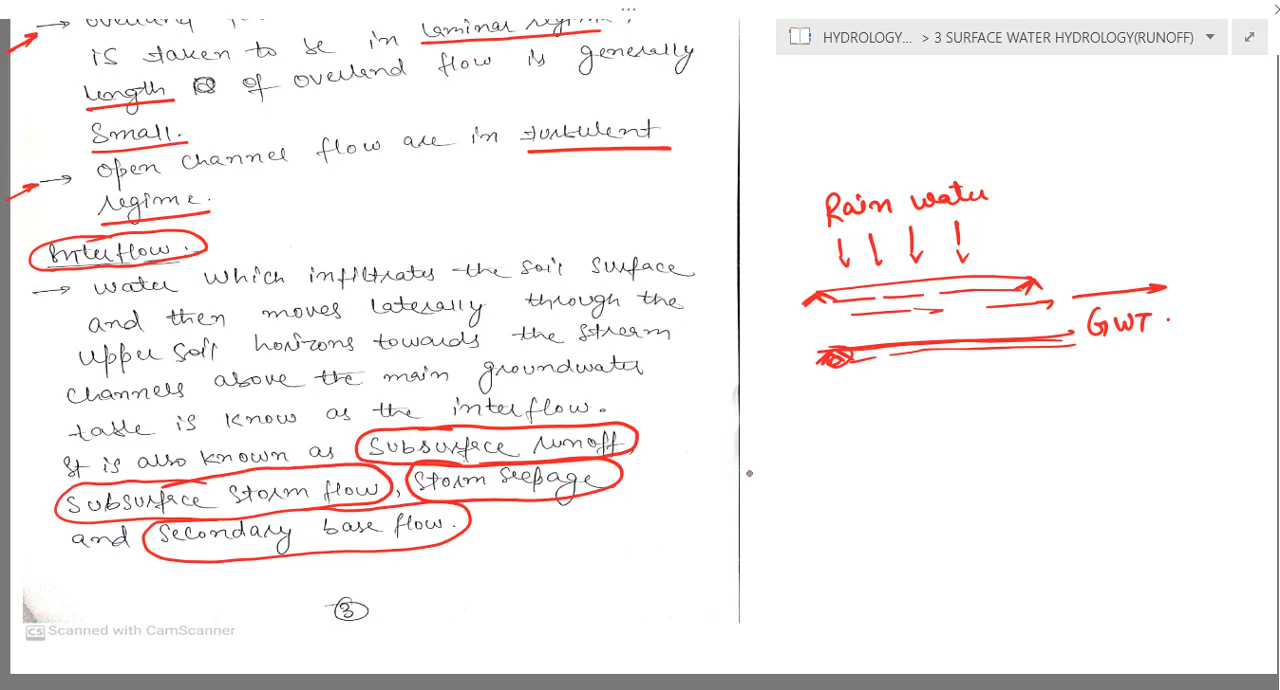 → overland
is taken to be in laminar regime,
length of overland flow is generally
small.
→ open channel flow are in turbulent
regime.
Interflow :
→ water which infiltrates the soil surface
and then moves laterally through the
upper soil horizons towards the stream
channels above the main groundwater
table is know as the interflow.
It is also known as subsurface runoff,
subsurface storm flow, storm seepage
and secondary base flow.
3
CS Scanned with CamScanner
HYDROLOGY... > 3 SURFACE WATER HYDROLOGY(RUNOFF)
Rain water
GWT.